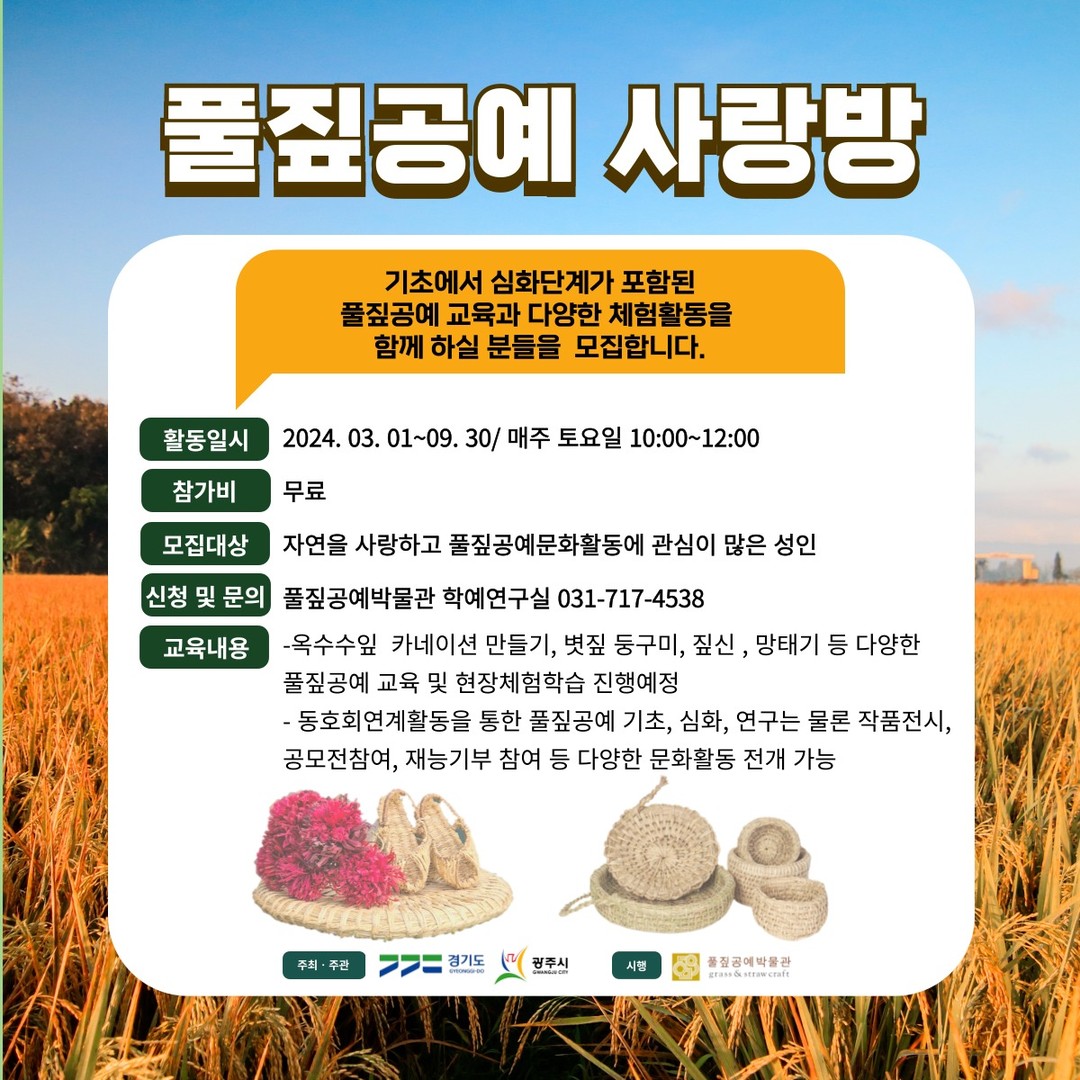 풀짚공예 사랑방
기초에서 심화단계가 포함된
풀짚공예 교육과 다양한 체험활동을
함께 하실 분들을 모집합니다.
활동일시 2024. 03. 01~09. 30/ 매주 토요일 10:00~12:00
참가비 무료
모집대상 자연을 사랑하고 풀짚공예문화활동에 관심이 많은 성인
신청 및 문의 풀짚공예박물관 학예연구실 031-717-4538
교육내용 -옥수수잎 카네이션 만들기, 볏짚 둥구미, 짚신 , 망태기 등 다양한
풀짚공예 교육 및 현장체험학습 진행예정
- 동호회연계활동을 통한 풀짚공예 기초, 심화, 연구는 물론 작품전시,
공모전참여, 재능기부 참여 등 다양한 문화활동 전개 가능
주최 · 주관 경기도 GYEONGGI-DO 광주시 GWANGJU CITY 시행 풀짚공예박물관 grass & straw craft